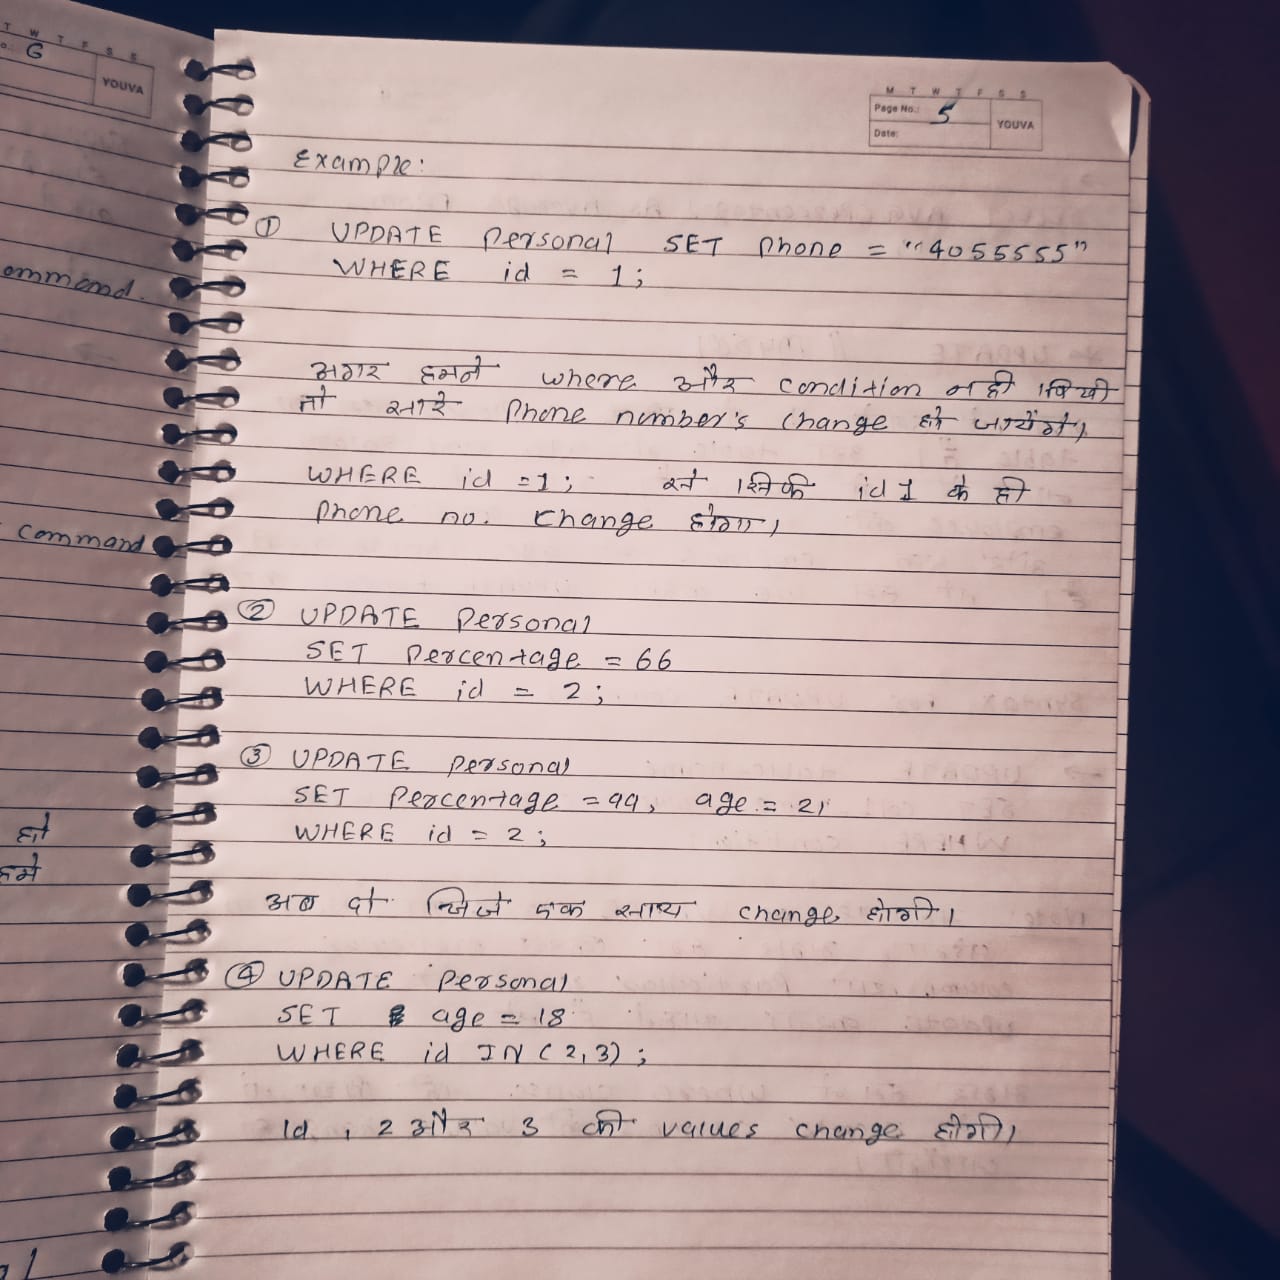 T W T F S S
o.: 6
YOUVA
ommand.
command
हो
हमे
M T W T F S S
Page No.: 5
YOUVA
Date:
Example:
① UPDATE personal SET phone = "4055555"
WHERE id = 1;
अगर हमने where और condition नही
तो सारे phone number's change हो जायेंगे।
WHERE id = 1; से सिर्फ id 1 के ही
phone no. change होगा।
② UPDATE personal
SET percentage = 66
WHERE id = 2;
③ UPDATE personal
SET percentage = 99, age = 21
WHERE id = 2;
अब दो चिजे एक साथ change होगी।
④ UPDATE personal
SET age = 18
WHERE id IN (2,3);
Id , 2 और 3 की values change होगी।